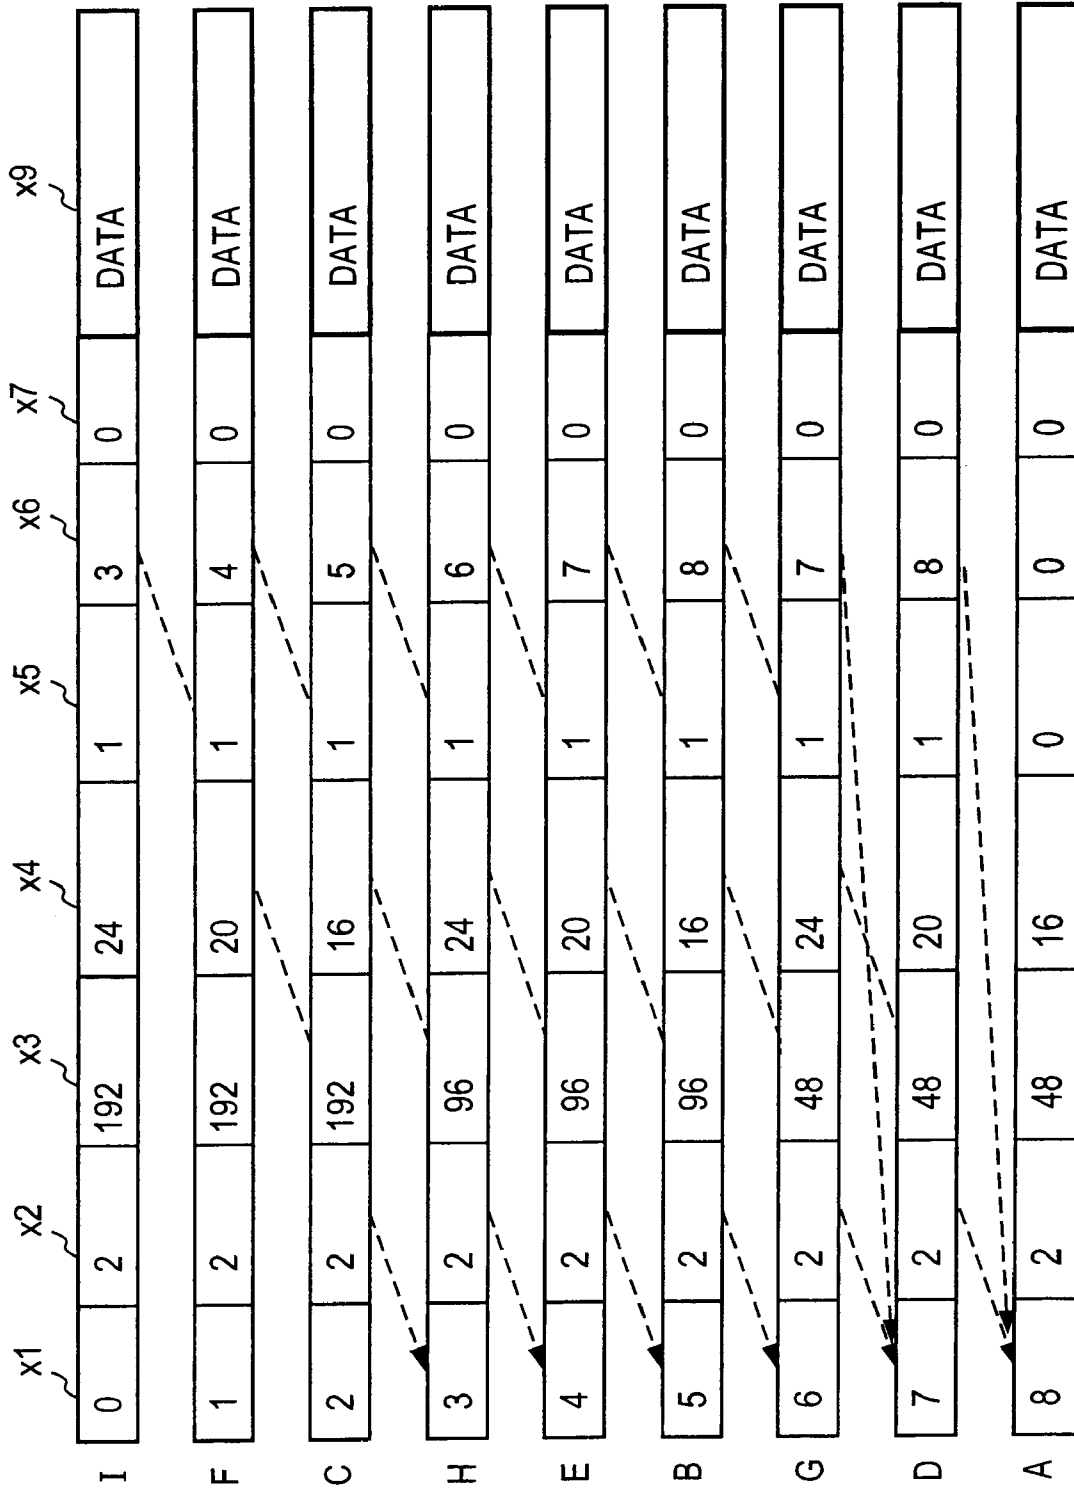 x1 x2 x3 x4 x5 x6 x7 x9
I 0 2 192 24 1 3 0 DATA
F 1 2 192 20 1 4 0 DATA
C 2 2 192 16 1 5 0 DATA
H 3 2 96 24 1 6 0 DATA
E 4 2 96 20 1 7 0 DATA
B 5 2 96 16 1 8 0 DATA
G 6 2 48 24 1 7 0 DATA
D 7 2 48 20 1 8 0 DATA
A 8 2 48 16 0 0 0 DATA